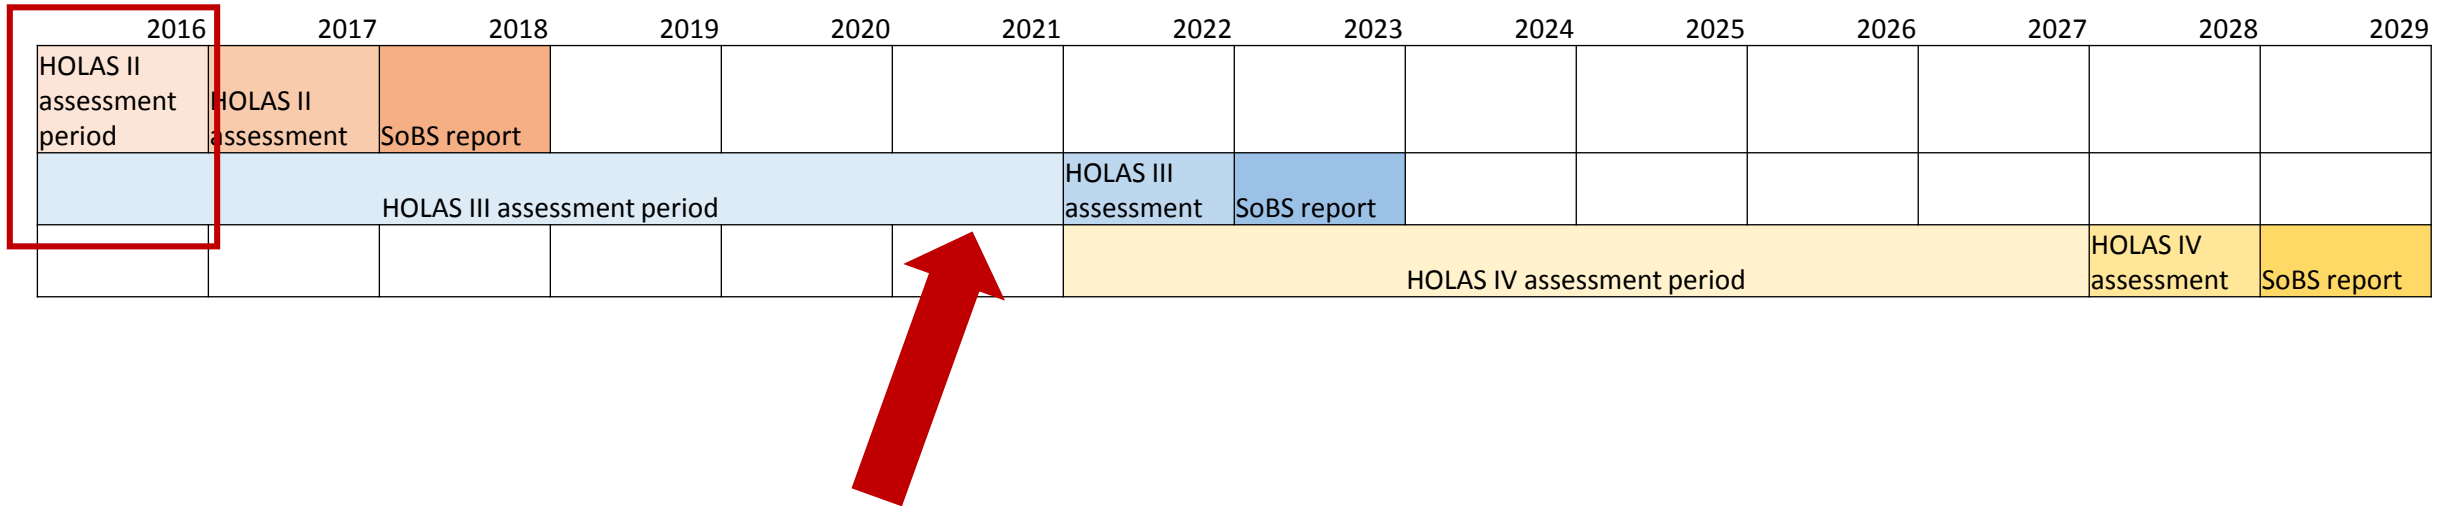 2016 2017 2018 2019 2020 2021 2022 2023 2024 2025 2026 2027 2028 2029
HOLAS II
assessment
period
HOLAS II
assessment
SoBS report
HOLAS III assessment period
HOLAS III
assessment
SoBS report
HOLAS IV assessment period
HOLAS IV
assessment
SoBS report